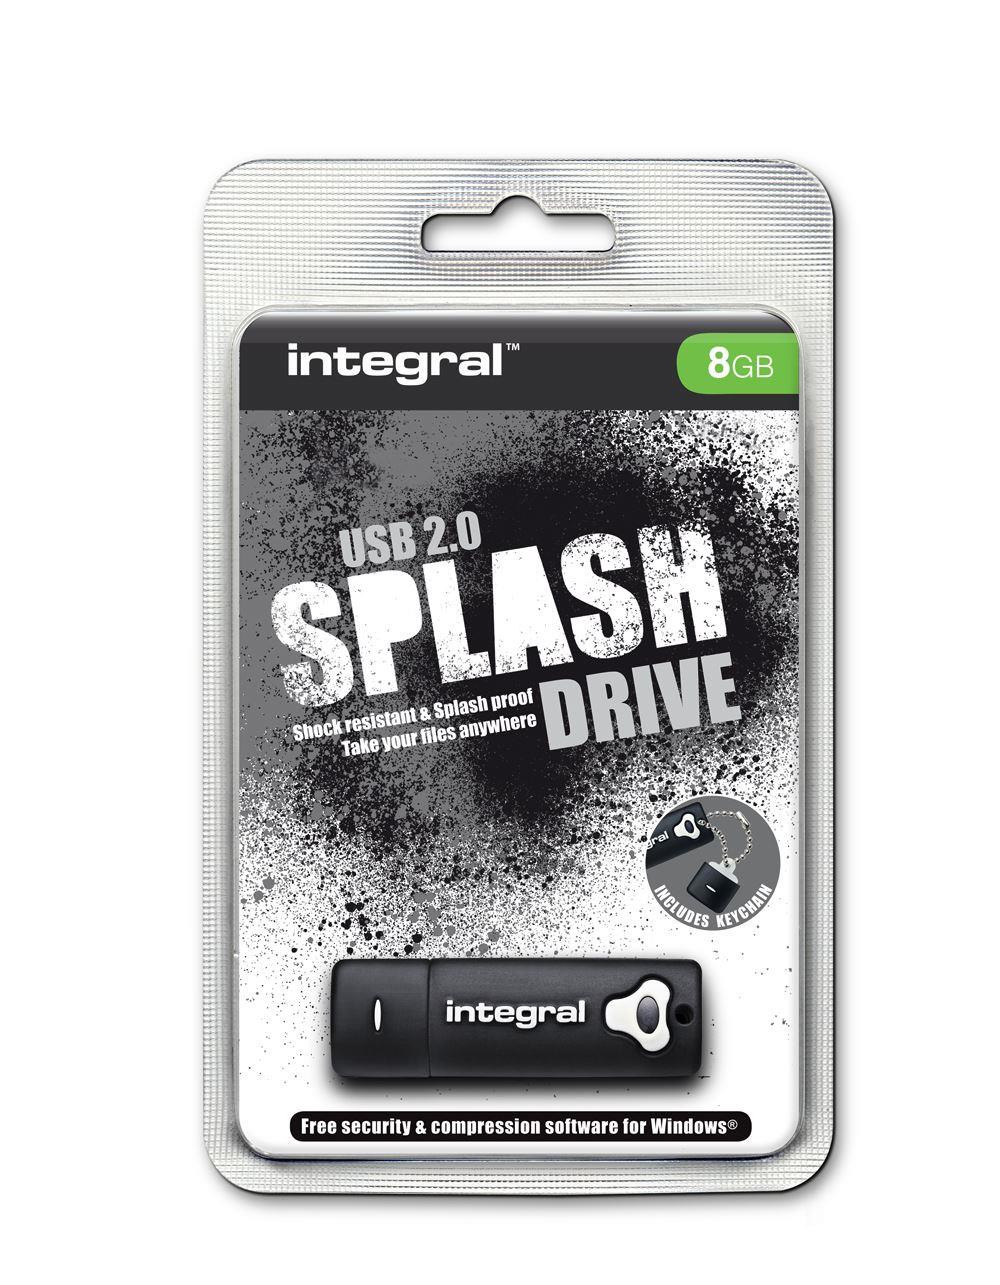 integral™
8GB
USB 2.0
SPLASH
DRIVE
Shock resistant & Splash proof
Take your files anywhere
gral
INCLUDES KEYCHAIN
integral
Free security & compression software for Windows®